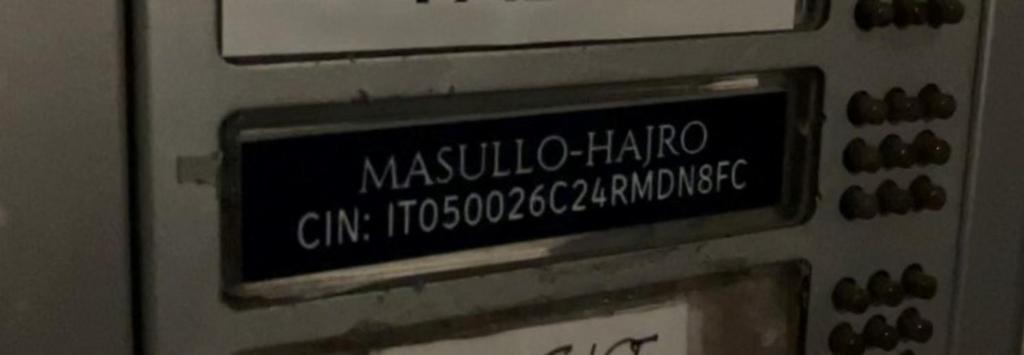 MASULLO-HAJRO
CIN: IT050026C24RMDN8FC